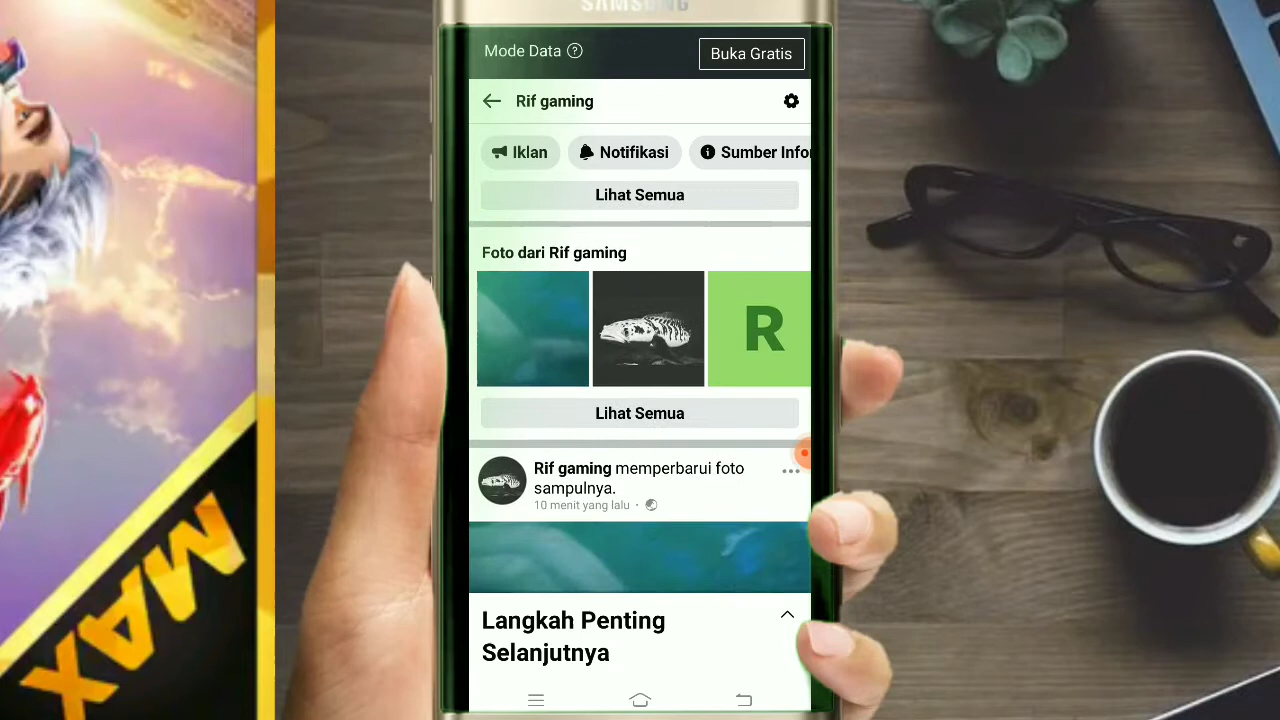 SAMSUNG
Mode Data
Buka Gratis
Rif gaming
Iklan
Notifikasi
Sumber Info
Lihat Semua
Foto dari Rif gaming
R
Lihat Semua
Rif gaming memperbarui foto
sampulnya.
10 menit yang lalu ·
Langkah Penting
Selanjutnya
MAX